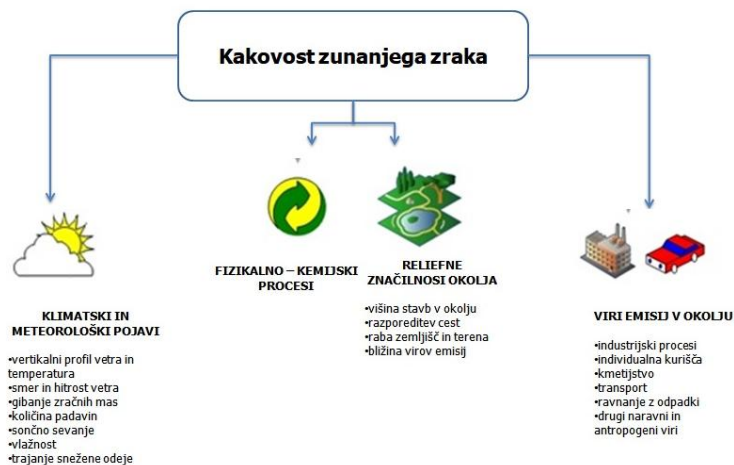 Kakovost zunanjega zraka
KLIMATSKI IN
METEOROLOŠKI POJAVI
•vertikalni profil vetra in
temperatura
•smer in hitrost vetra
•gibanje zračnih mas
•količina padavin
•sončno sevanje
•vlažnost
•trajanje snežene odeje
FIZIKALNO – KEMIJSKI
PROCESI
RELIEFNE
ZNAČILNOSTI OKOLJA
•višina stavb v okolju
•razporeditev cest
•raba zemljišč in terena
•bližina virov emisij
VIRI EMISIJ V OKOLJU
•industrijski procesi
•individualna kurišča
•kmetijstvo
•transport
•ravnanje z odpadki
•drugi naravni in
antropogeni viri